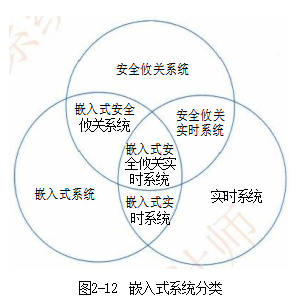 安全攸关系统
嵌入式安全
攸关系统
安全攸关
实时系统
嵌入式安
全攸关实
时系统
嵌入式系统
嵌入式实
时系统
实时系统
图2-12 嵌入式系统分类